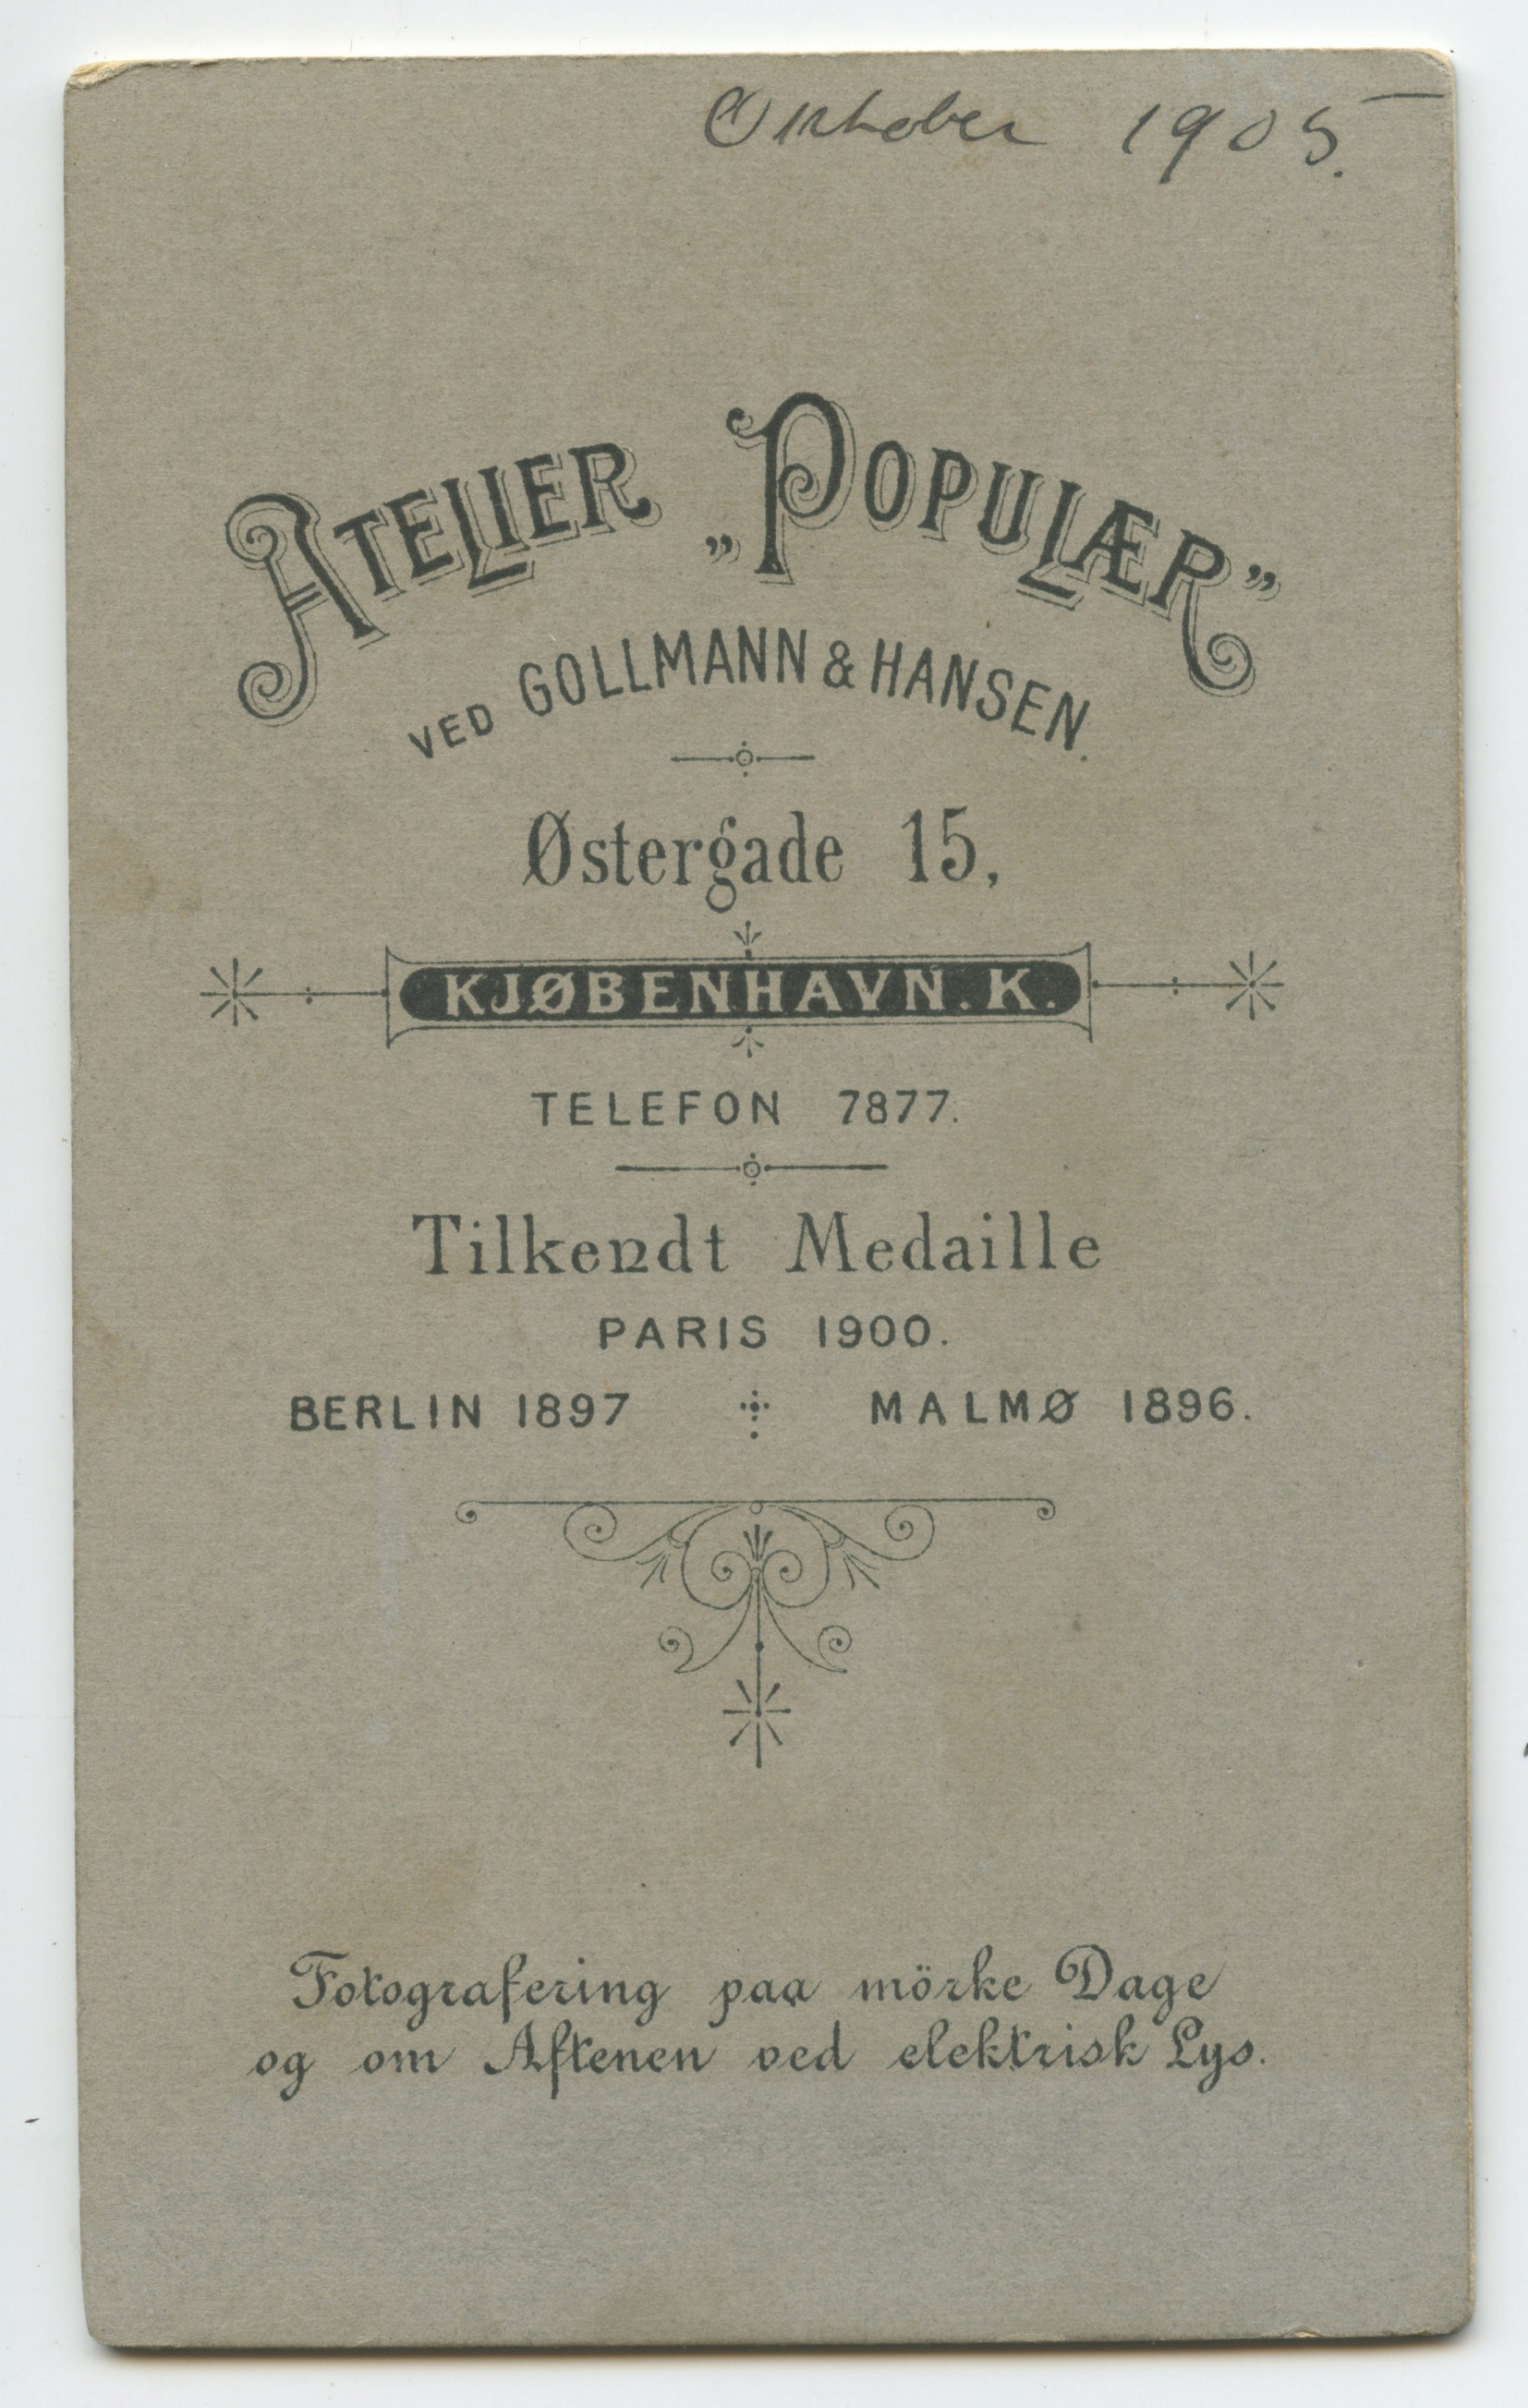 Oktober 1905.
ATELIER „POPULÆR”
VED GOLLMANN & HANSEN.
Østergade 15,
KJØBENHAVN. K.
TELEFON 7877.
Tilkendt Medaille
PARIS 1900.
BERLIN 1897 MALMØ 1896.
Fotografering paa mörke Dage
og om Aftenen ved elektrisk Lys.